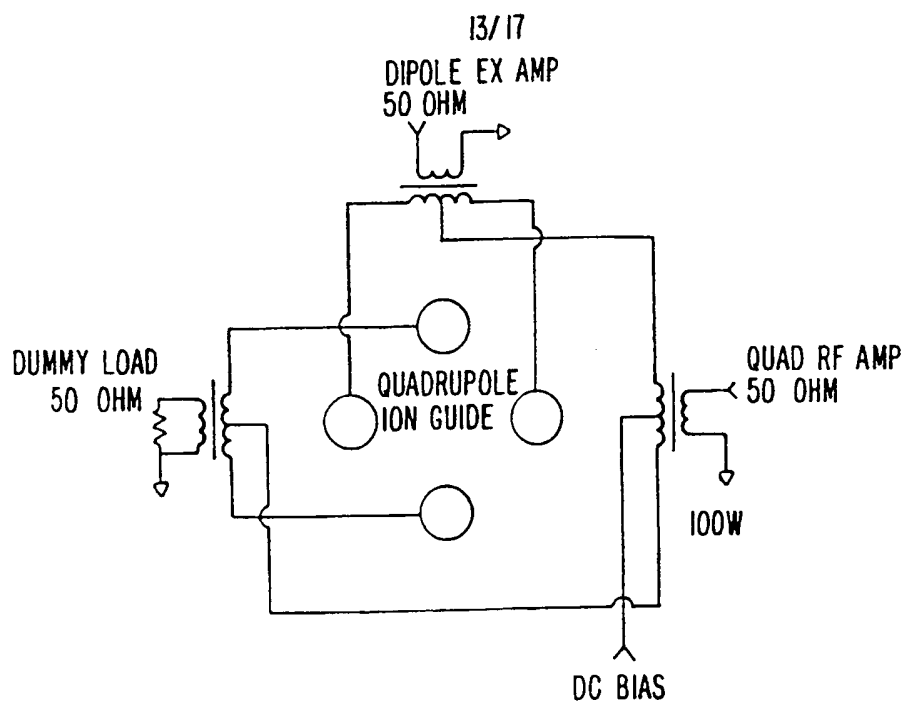 13/17
DIPOLE EX AMP
50 OHM
DUMMY LOAD
50 OHM
QUADRUPOLE
ION GUIDE
QUAD RF AMP
50 OHM
100W
DC BIAS